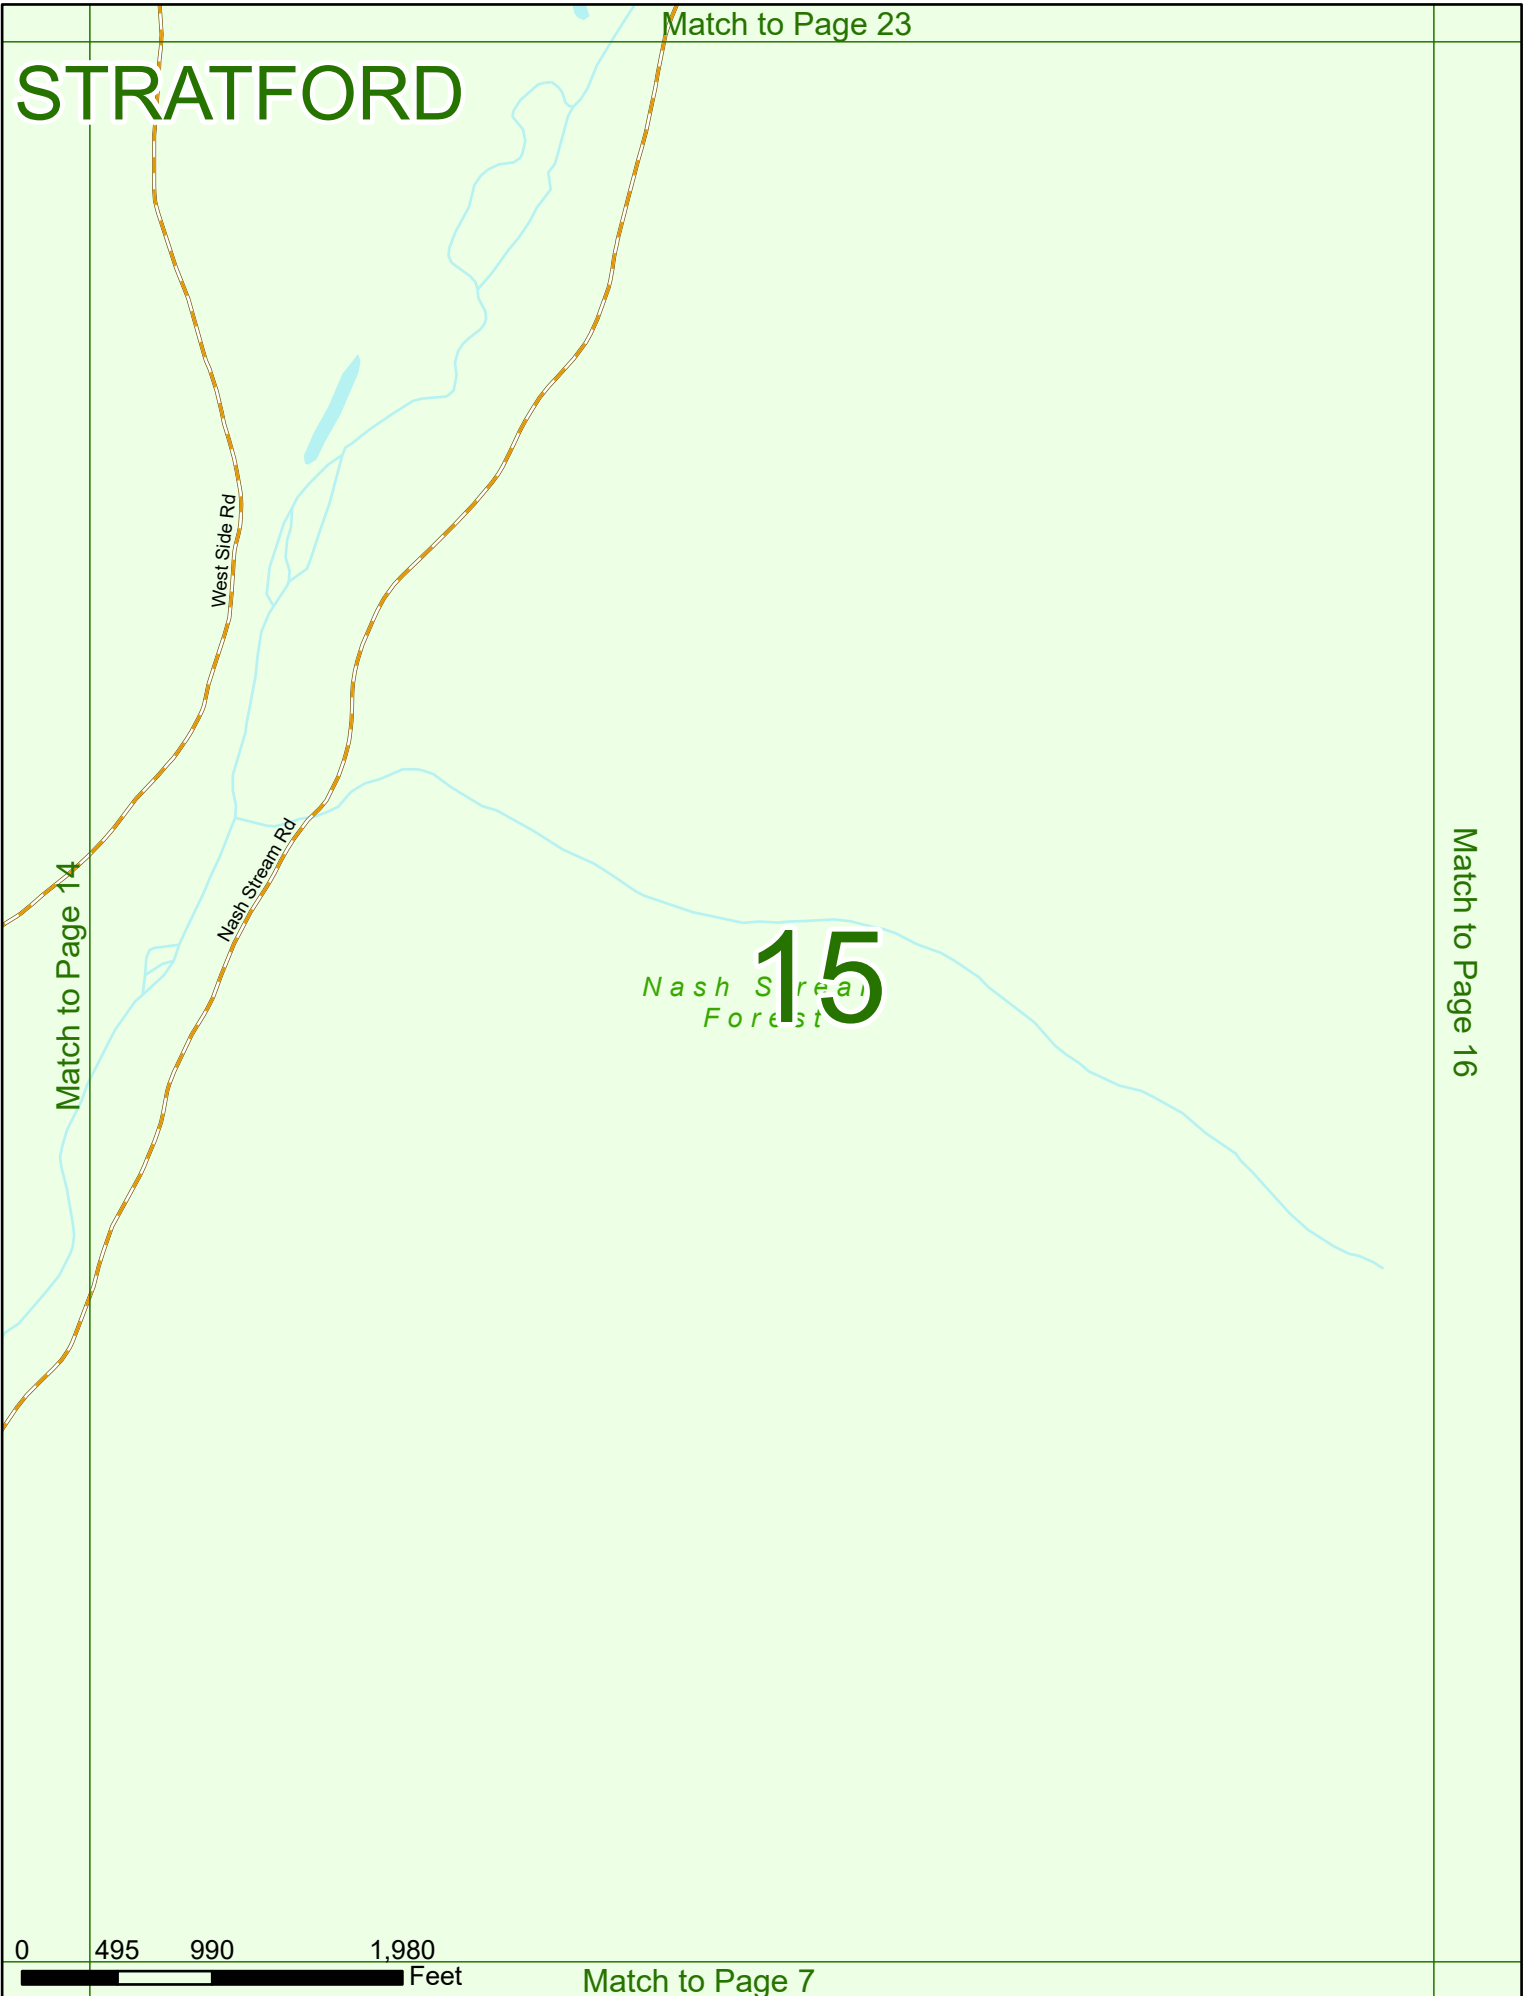 Match to Page 23
STRATFORD
West Side Rd
Nash Stream Rd
Match to Page 14
Match to Page 16
15
Nash
Forest
0 495 990 1,980
Feet
Match to Page 7